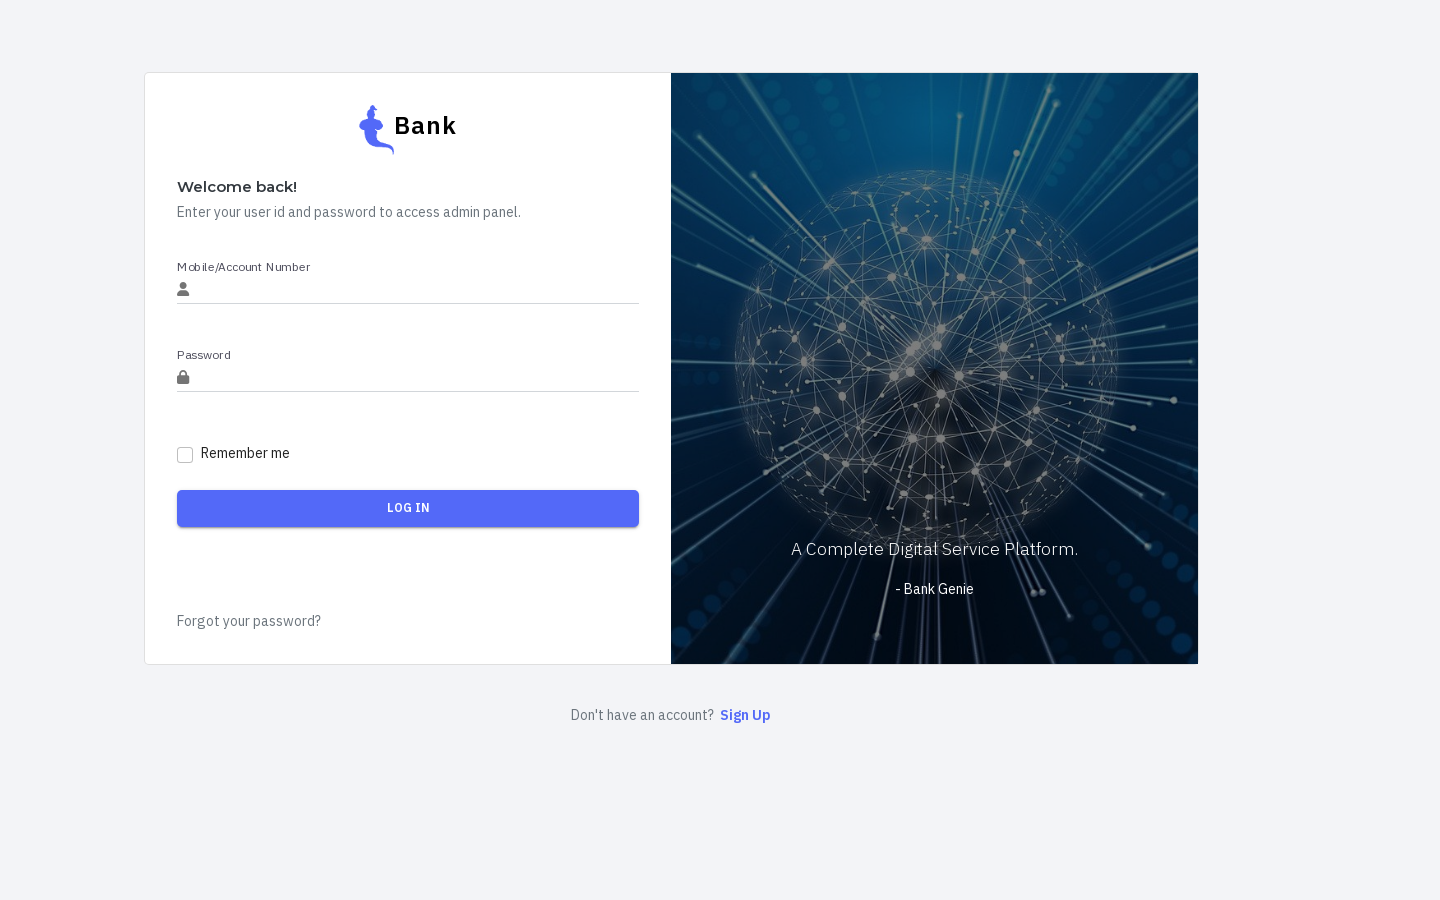 Bank
Welcome back!
Enter your user id and password to access admin panel.
Mobile/Account Number
Password
Remember me
LOG IN
Forgot your password?
A Complete Digital Service Platform.
- Bank Genie
Don't have an account? Sign Up